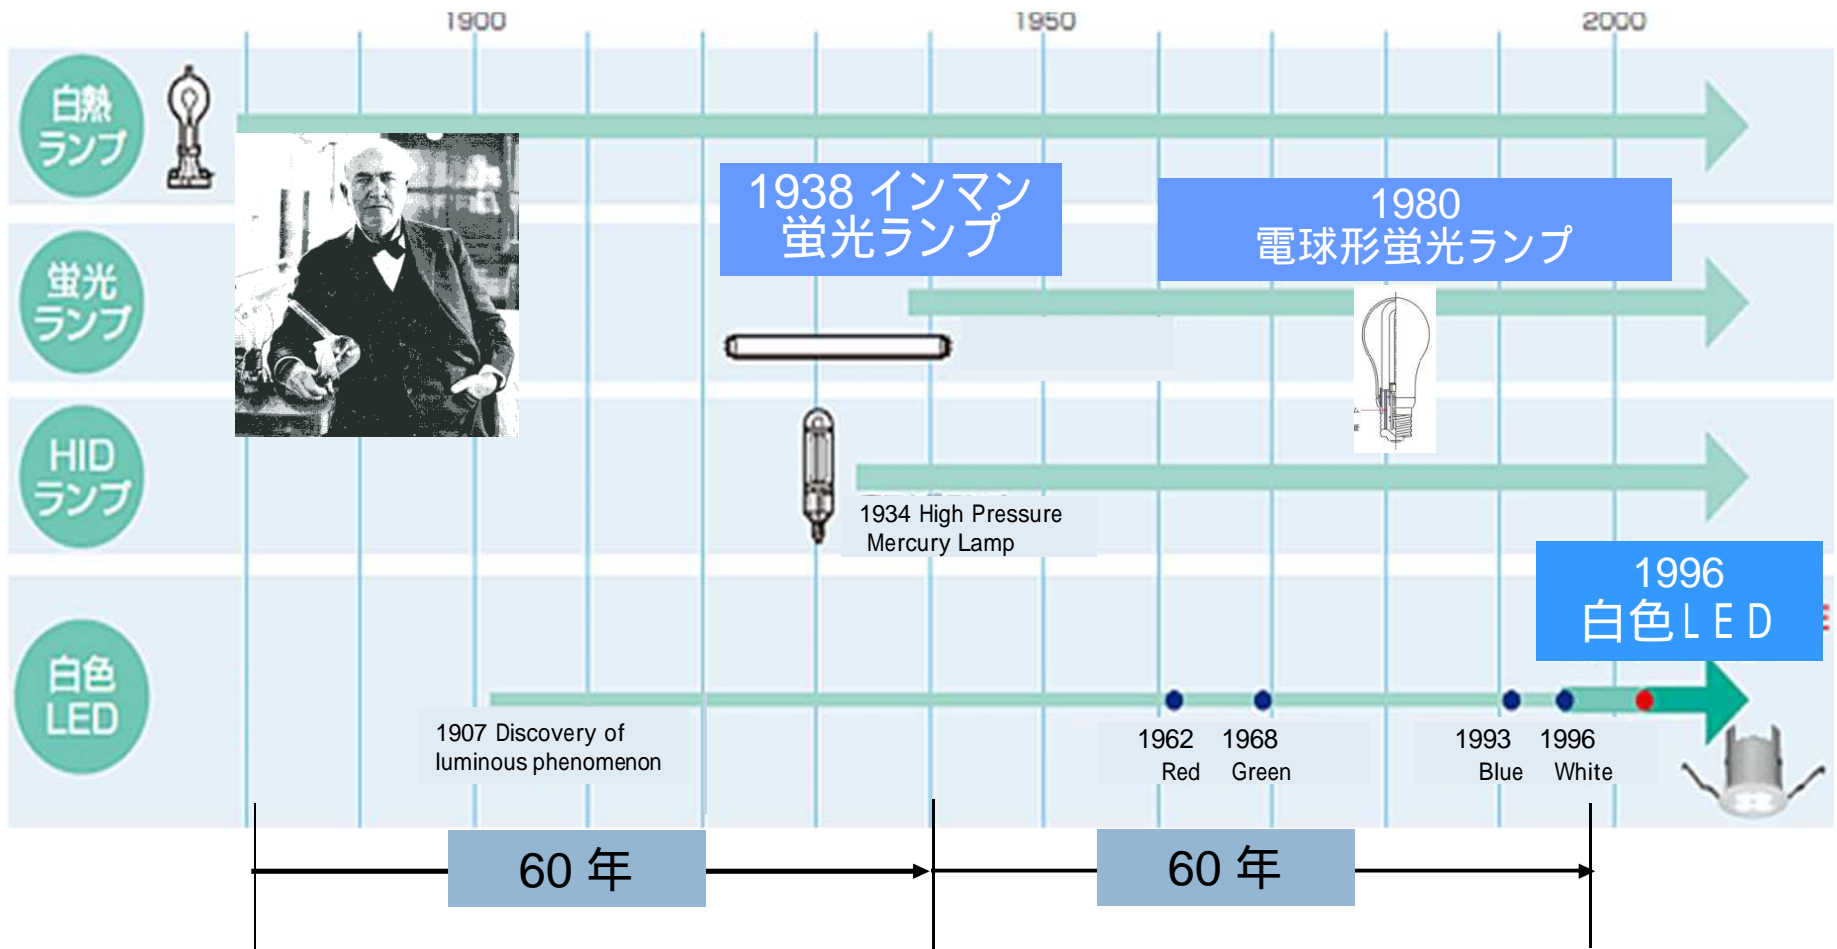 1900
1950
2000
白熱
ランプ
1938 インマン
蛍光ランプ
1980
電球形蛍光ランプ
蛍光
ランプ
HID
ランプ
1934 High Pressure
Mercury Lamp
1996
白色LED
白色
LED
1907 Discovery of
luminous phenomenon
1962
Red
1968
Green
1993
Blue
1996
White
60 年
60 年